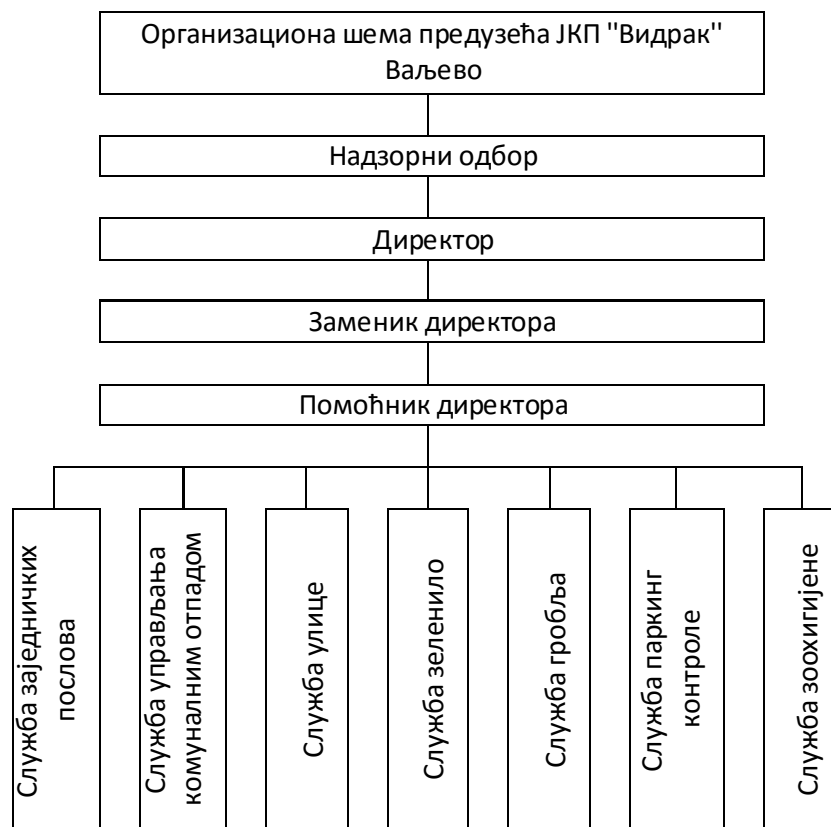 Организациона шема предузећа ЈКП "Видрак"
Ваљево
Надзорни одбор
Директор
Заменик директора
Помоћник директора
Служба заједничких
послова
Служба управљања
комуналним отпадом
Служба улице
Служба зеленило
Служба гробља
Служба паркинг
контроле
Служба зоохигијене